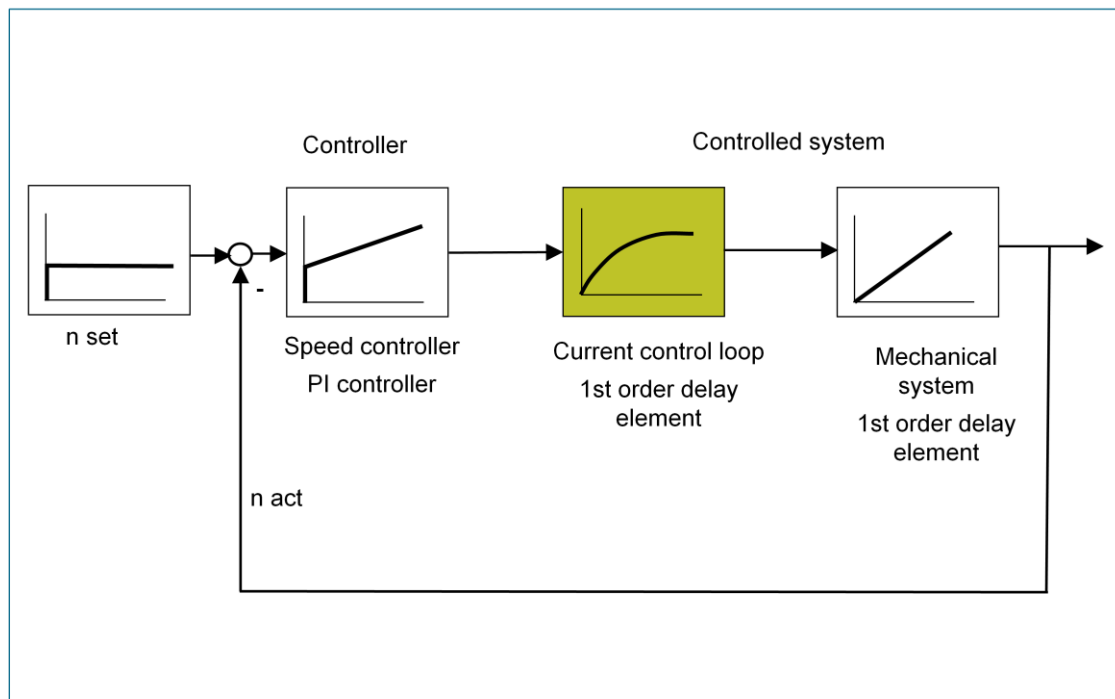 Controller
Controlled system
n set
-
Speed controller
PI controller
Current control loop
1st order delay
element
Mechanical
system
1st order delay
element
n act